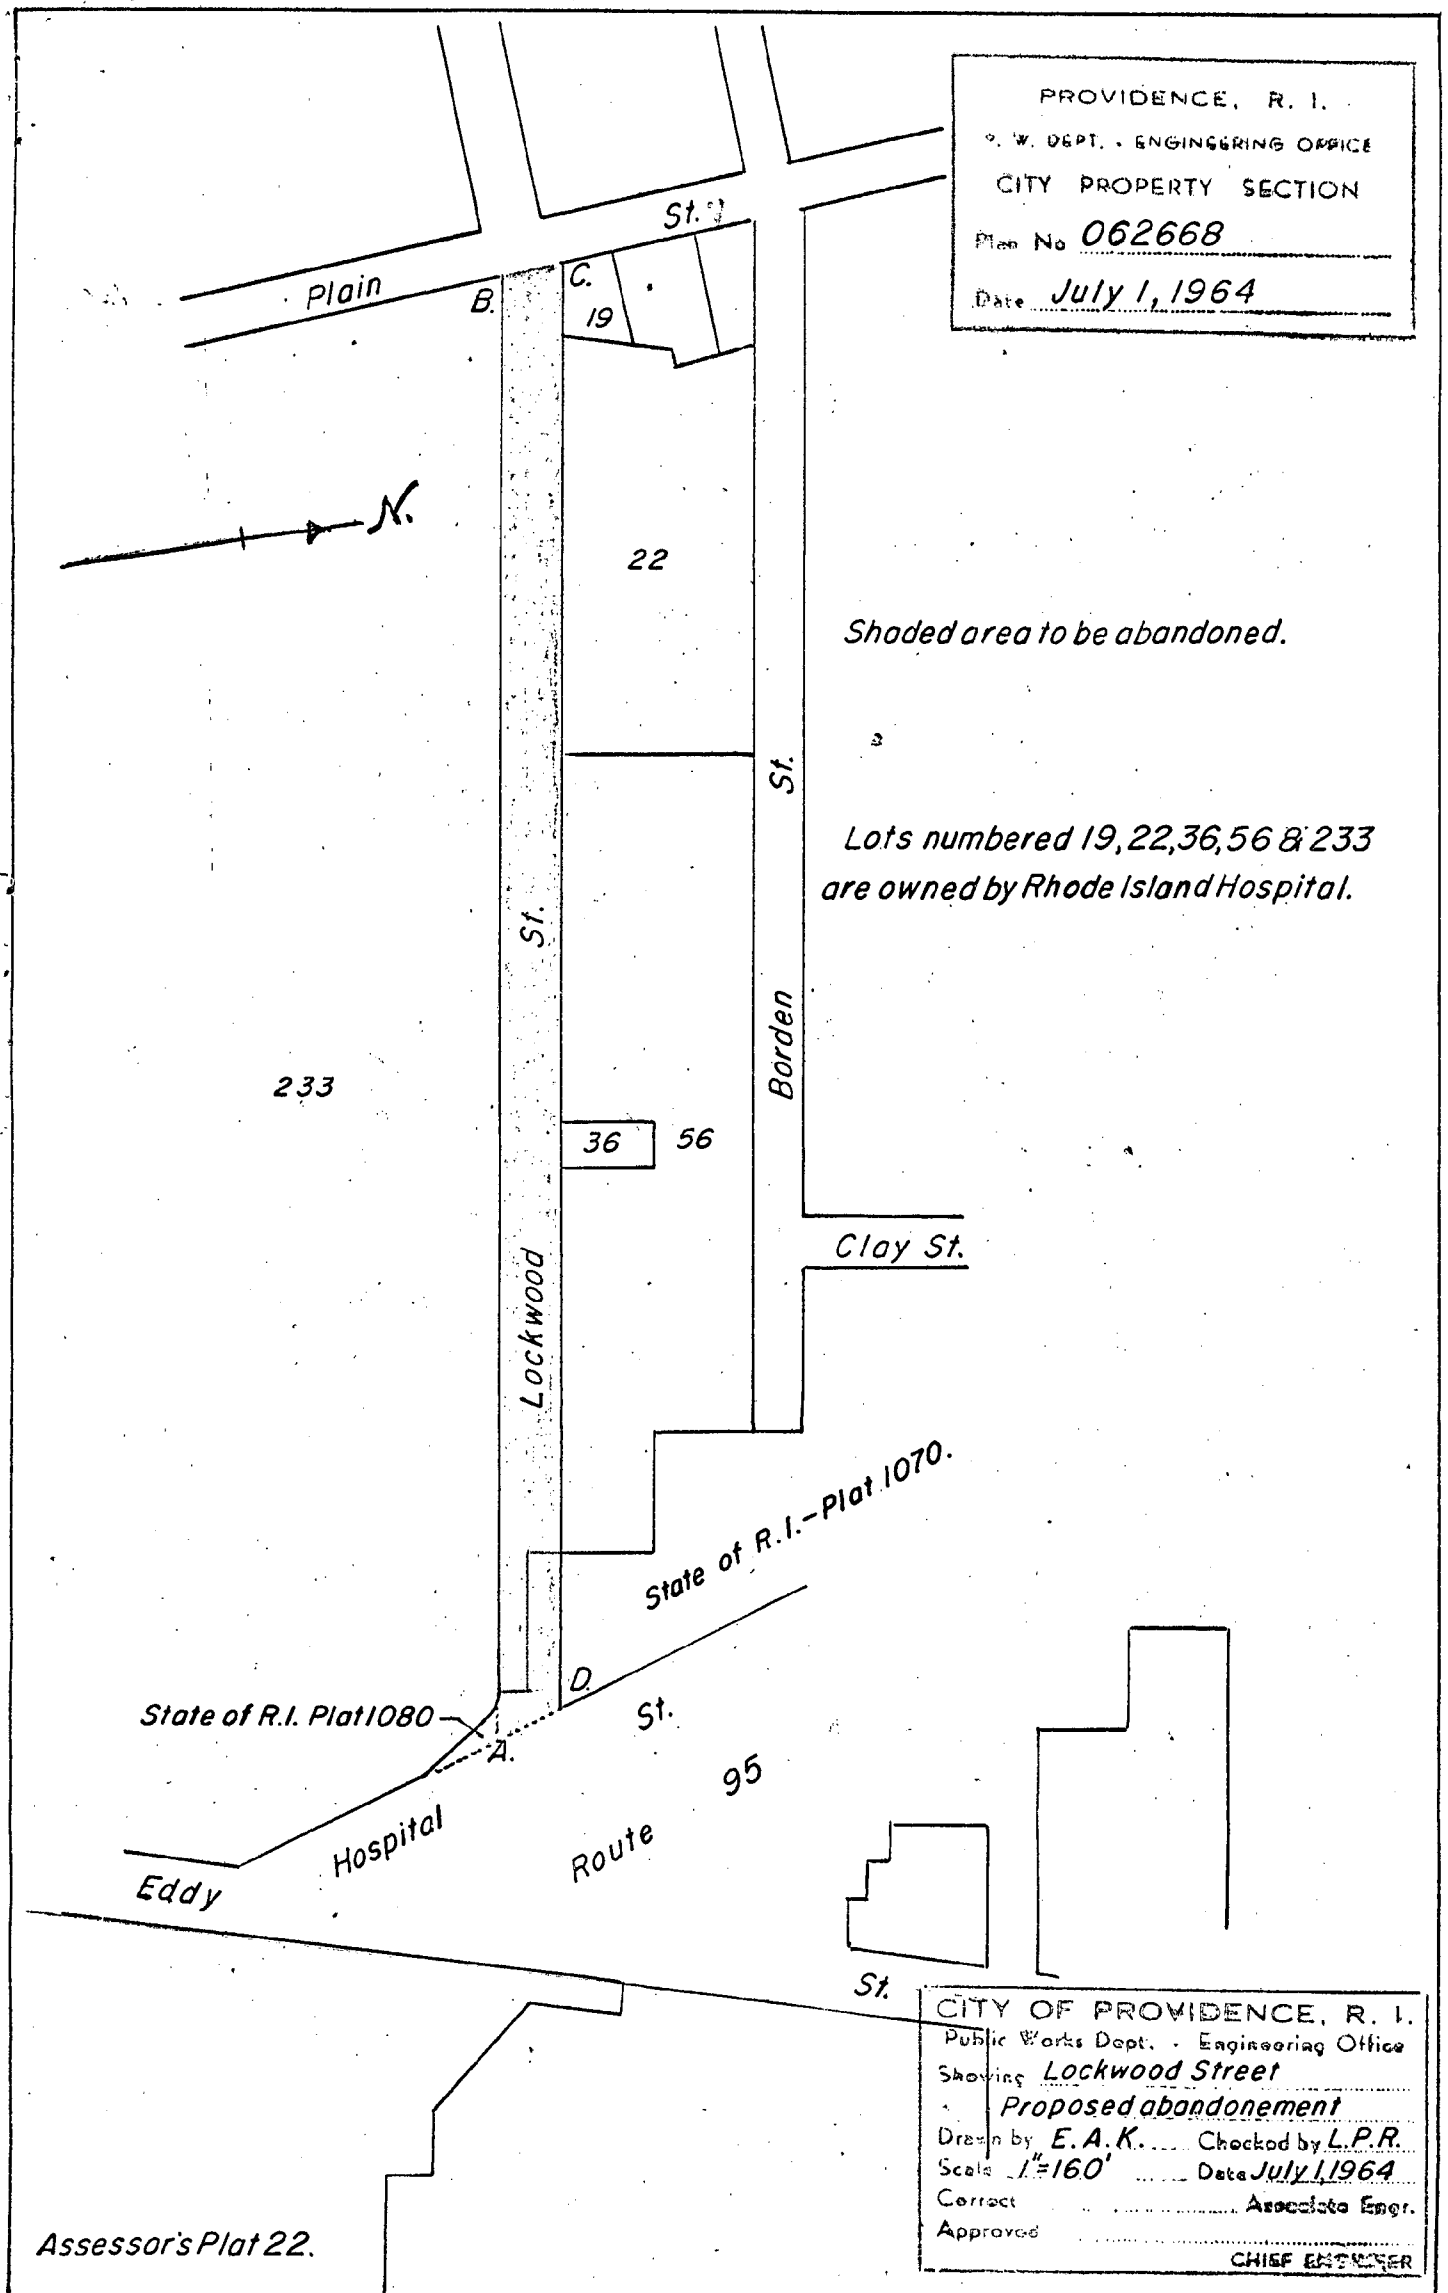 PROVIDENCE, R. I.
P. W. DEPT. - ENGINEERING OFFICE
CITY PROPERTY SECTION
Plan No 062668
Date July 1, 1964
Plain St.
B.
C.
19
N.
22
Shaded area to be abandoned.
Lots numbered 19,22,36,56 & 233
are owned by Rhode Island Hospital.
Lockwood St.
Borden St.
233
36
56
Clay St.
State of R.I.-Plat 1070.
D.
State of R.I. Plat 1080
A.
Hospital St.
Route 95
Eddy St.
CITY OF PROVIDENCE, R. I.
Public Works Dept. - Engineering Office
Showing Lockwood Street
Proposed abandonement
Drawn by E.A.K. Checked by L.P.R.
Scale 1"=160' Date July 1, 1964
Correct Associate Engr.
Approved
CHIEF ENGINEER
Assessor's Plat 22.